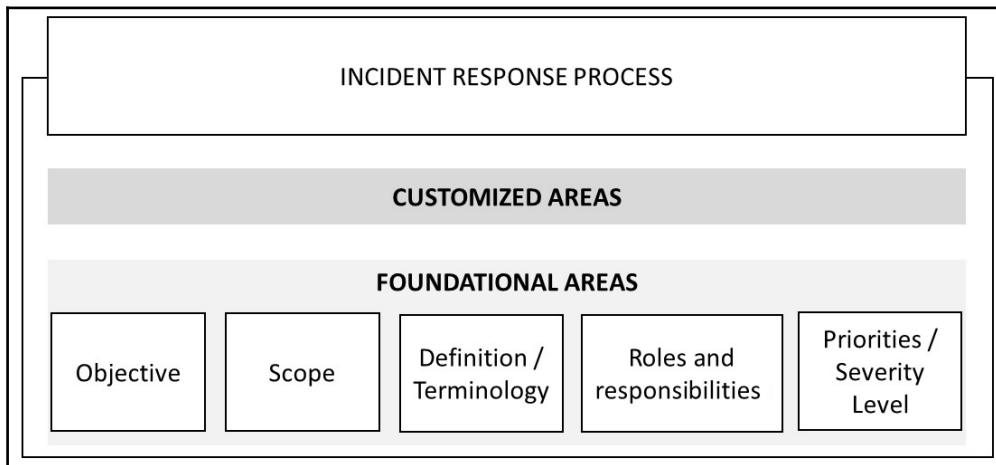 INCIDENT RESPONSE PROCESS
CUSTOMIZED AREAS
FOUNDATIONAL AREAS
Objective
Scope
Definition /
Terminology
Roles and
responsibilities
Priorities /
Severity
Level